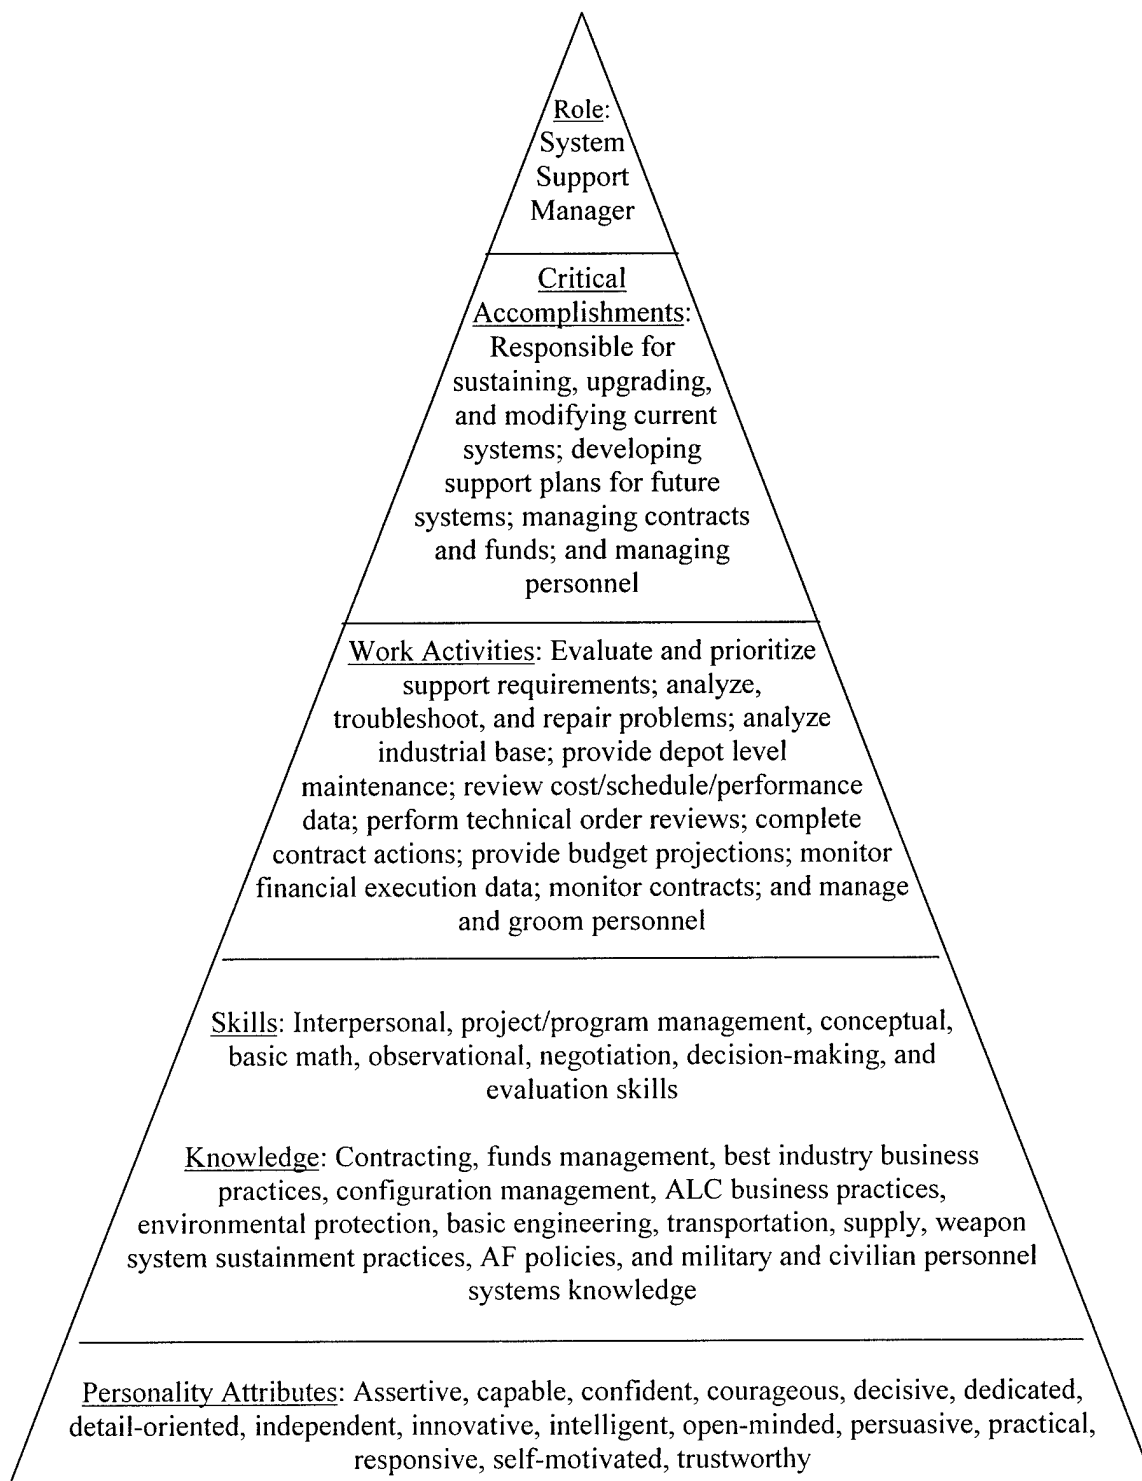 Role:
System
Support
Manager
Critical
Accomplishments:
Responsible for
sustaining, upgrading,
and modifying current
systems; developing
support plans for future
systems; managing contracts
and funds; and managing
personnel
Work Activities: Evaluate and prioritize
support requirements; analyze,
troubleshoot, and repair problems; analyze
industrial base; provide depot level
maintenance; review cost/schedule/performance
data; perform technical order reviews; complete
contract actions; provide budget projections; monitor
financial execution data; monitor contracts; and manage
and groom personnel
Skills: Interpersonal, project/program management, conceptual,
basic math, observational, negotiation, decision-making, and
evaluation skills
Knowledge: Contracting, funds management, best industry business
practices, configuration management, ALC business practices,
environmental protection, basic engineering, transportation, supply, weapon
system sustainment practices, AF policies, and military and civilian personnel
systems knowledge
Personality Attributes: Assertive, capable, confident, courageous, decisive, dedicated,
detail-oriented, independent, innovative, intelligent, open-minded, persuasive, practical,
responsive, self-motivated, trustworthy